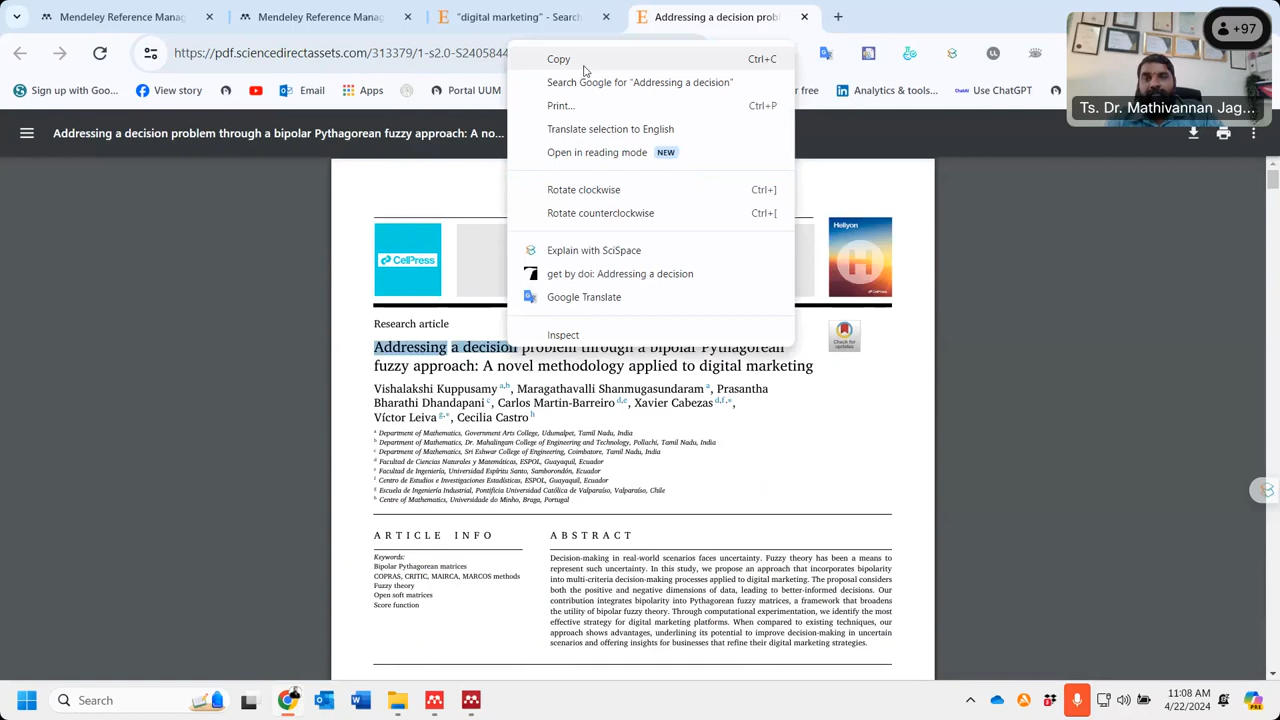 Mendeley Reference Manage
Mendeley Reference Manage
"digital marketing" - Search
Addressing a decision probl
+97
https://pdf.sciencedirectassets.com/313379/1-s2.0-S2405844
Sign up with Goo...
View story
Apps
Portal UUM
Analytics & tools
Use ChatGPT
Ts. Dr. Mathivannan Jag...
Addressing a decision problem through a bipolar Pythagorean fuzzy approach: A no...
Copy Ctrl+C
Search Google for "Addressing a decision"
Print... Ctrl+P
Translate selection to English
Open in reading mode NEW
Rotate clockwise Ctrl+]
Rotate counterclockwise Ctrl+[
Explain with SciSpace
get by doi: Addressing a decision
Google Translate
Inspect
CellPress
Heliyon
H
Check for
updates
Research article
Addressing a decision problem through a bipolar Pythagorean
fuzzy approach: A novel methodology applied to digital marketing
Vishalakshi Kuppusamy a,b, Maragathavalli Shanmugasundaram a, Prasantha
Bharathi Dhandapani c, Carlos Martin-Barreiro d,e, Xavier Cabezas d,f,*,
Víctor Leiva g,*, Cecilia Castro h
a Department of Mathematics, Government Arts College, Udumalpet, Tamil Nadu, India
b Department of Mathematics, Dr. Mahalingam College of Engineering and Technology, Pollachi, Tamil Nadu, India
c Department of Mathematics, Sri Eshwar College of Engineering, Coimbatore, Tamil Nadu, India
d Facultad de Ciencias Naturales y Matemáticas, ESPOL, Guayaquil, Ecuador
e Facultad de Ingeniería, Universidad Espíritu Santo, Samborondón, Ecuador
f Centro de Estudios e Investigaciones Estadísticas, ESPOL, Guayaquil, Ecuador
g Escuela de Ingeniería Industrial, Pontificia Universidad Católica de Valparaíso, Valparaíso, Chile
h Centre of Mathematics, Universidade do Minho, Braga, Portugal
ARTICLE INFO
Keywords:
Bipolar Pythagorean matrices
COPRAS, CRITIC, MAIRCA, MARCOS methods
Fuzzy theory
Open soft matrices
Score function
ABSTRACT
Decision-making in real-world scenarios faces uncertainty. Fuzzy theory has been a means to
represent such uncertainty. In this study, we propose an approach that incorporates bipolarity
into multi-criteria decision-making processes applied to digital marketing. The proposal considers
both the positive and negative dimensions of data, leading to better-informed decisions. Our
contribution integrates bipolarity into Pythagorean fuzzy matrices, a framework that broadens
the utility of bipolar fuzzy theory. Through computational experimentation, we identify the most
effective strategy for digital marketing platforms. When compared to existing techniques, our
approach shows advantages, underlining its potential to improve decision-making in uncertain
scenarios and offering insights for businesses that refine their digital marketing strategies.
Search
11:08 AM
4/22/2024